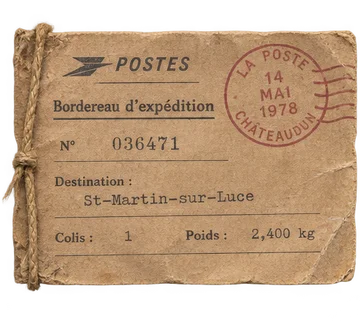 POSTES
LA POSTE
14
MAI
1978
CHATEAUDUN
Bordereau d'expédition
N° 036471
Destination :
St-Martin-sur-Luce
Colis : 1 Poids : 2,400 kg